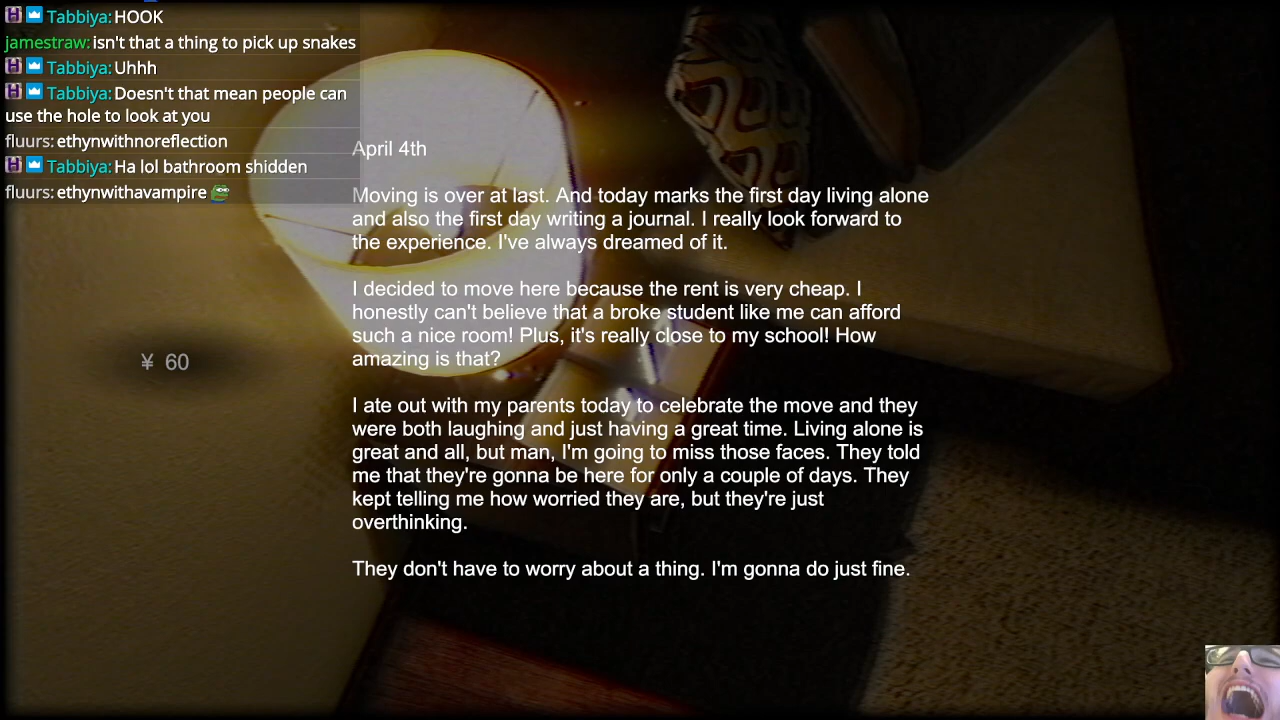 Tabbiya: HOOK
jamestraw: isn't that a thing to pick up snakes
Tabbiya: Uhhh
Tabbiya: Doesn't that mean people can
use the hole to look at you
fluurs: ethynwithnoreflection
Tabbiya: Ha lol bathroom shidden
fluurs: ethynwithavampire
April 4th
Moving is over at last. And today marks the first day living alone
and also the first day writing a journal. I really look forward to
the experience. I've always dreamed of it.
I decided to move here because the rent is very cheap. I
honestly can't believe that a broke student like me can afford
such a nice room! Plus, it's really close to my school! How
amazing is that?
¥ 60
I ate out with my parents today to celebrate the move and they
were both laughing and just having a great time. Living alone is
great and all, but man, I'm going to miss those faces. They told
me that they're gonna be here for only a couple of days. They
kept telling me how worried they are, but they're just
overthinking.
They don't have to worry about a thing. I'm gonna do just fine.